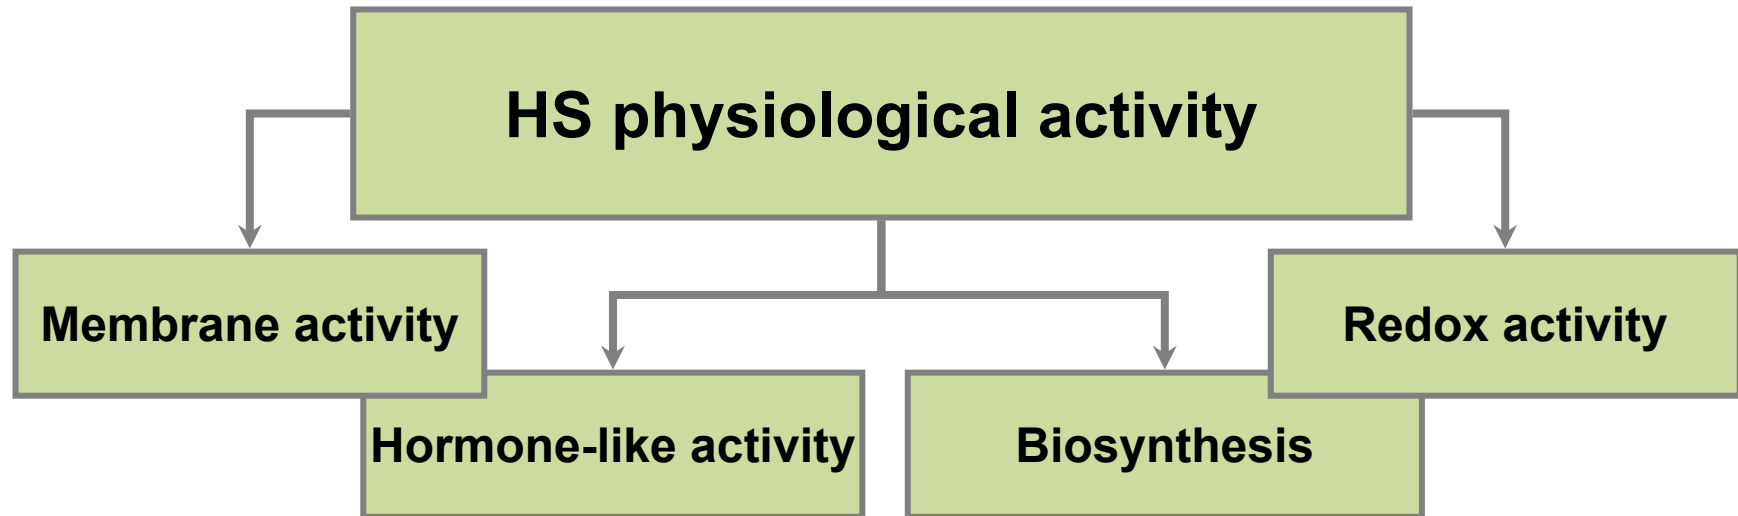 HS physiological activity
Membrane activity
Redox activity
Hormone-like activity
Biosynthesis